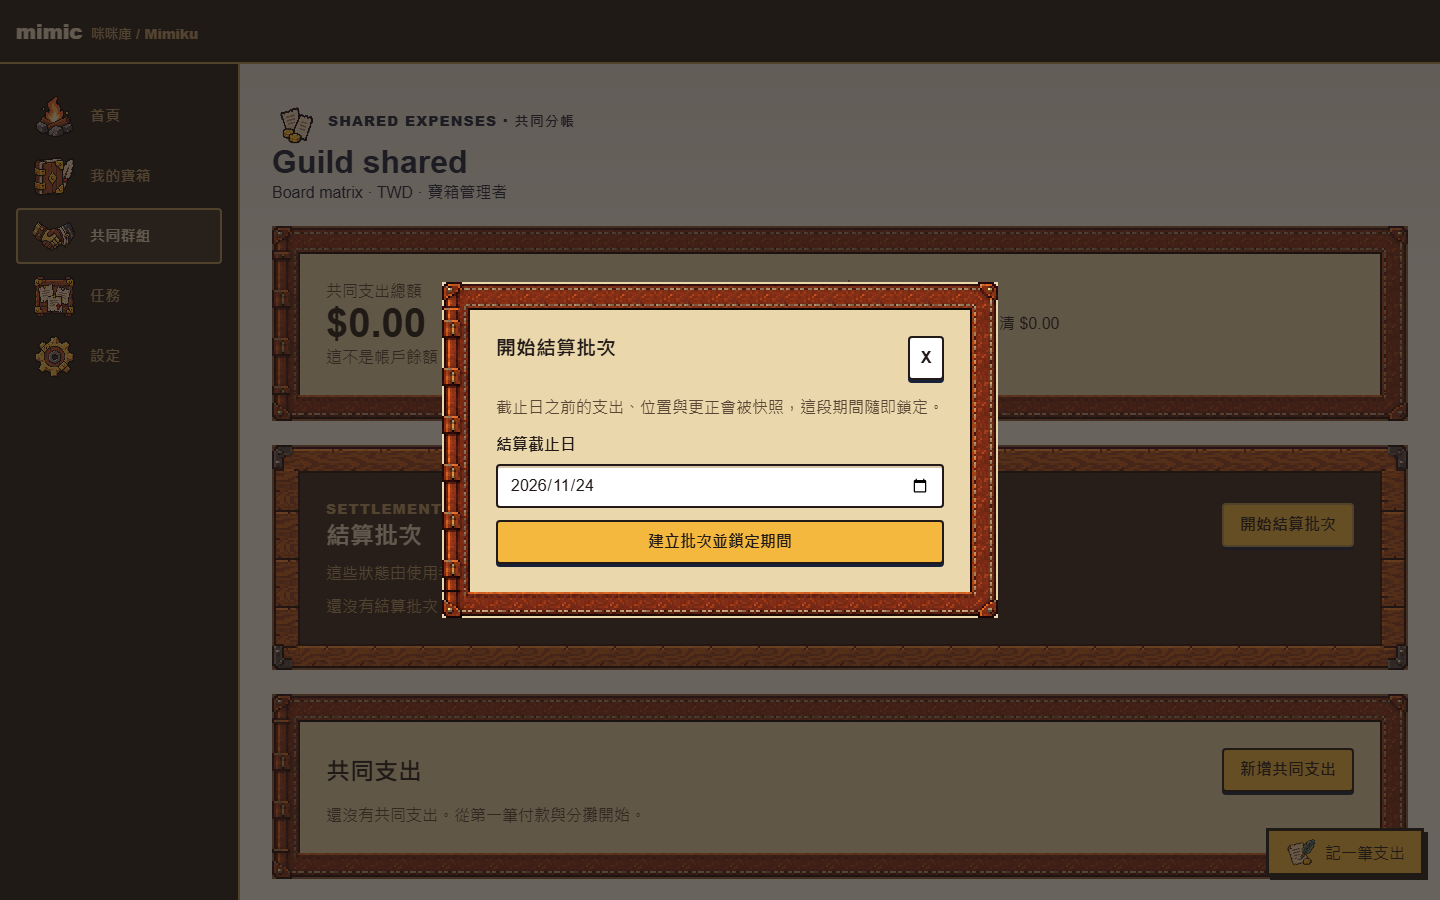 mimic 咪咪庫 / Mimiku
首頁
我的寶箱
共同群組
任務
設定
SHARED EXPENSES · 共同分帳
Guild shared
Board matrix · TWD · 寶箱管理者
共同支出總額
$0.00
這不是帳戶餘額
清 $0.00
開始結算批次
X
截止日之前的支出、位置與更正會被快照，這段期間隨即鎖定。
結算截止日
2026/11/24
建立批次並鎖定期間
SETTLEMENT
結算批次
開始結算批次
這些狀態由使用
還沒有結算批次
共同支出
新增共同支出
還沒有共同支出。從第一筆付款與分攤開始。
記一筆支出